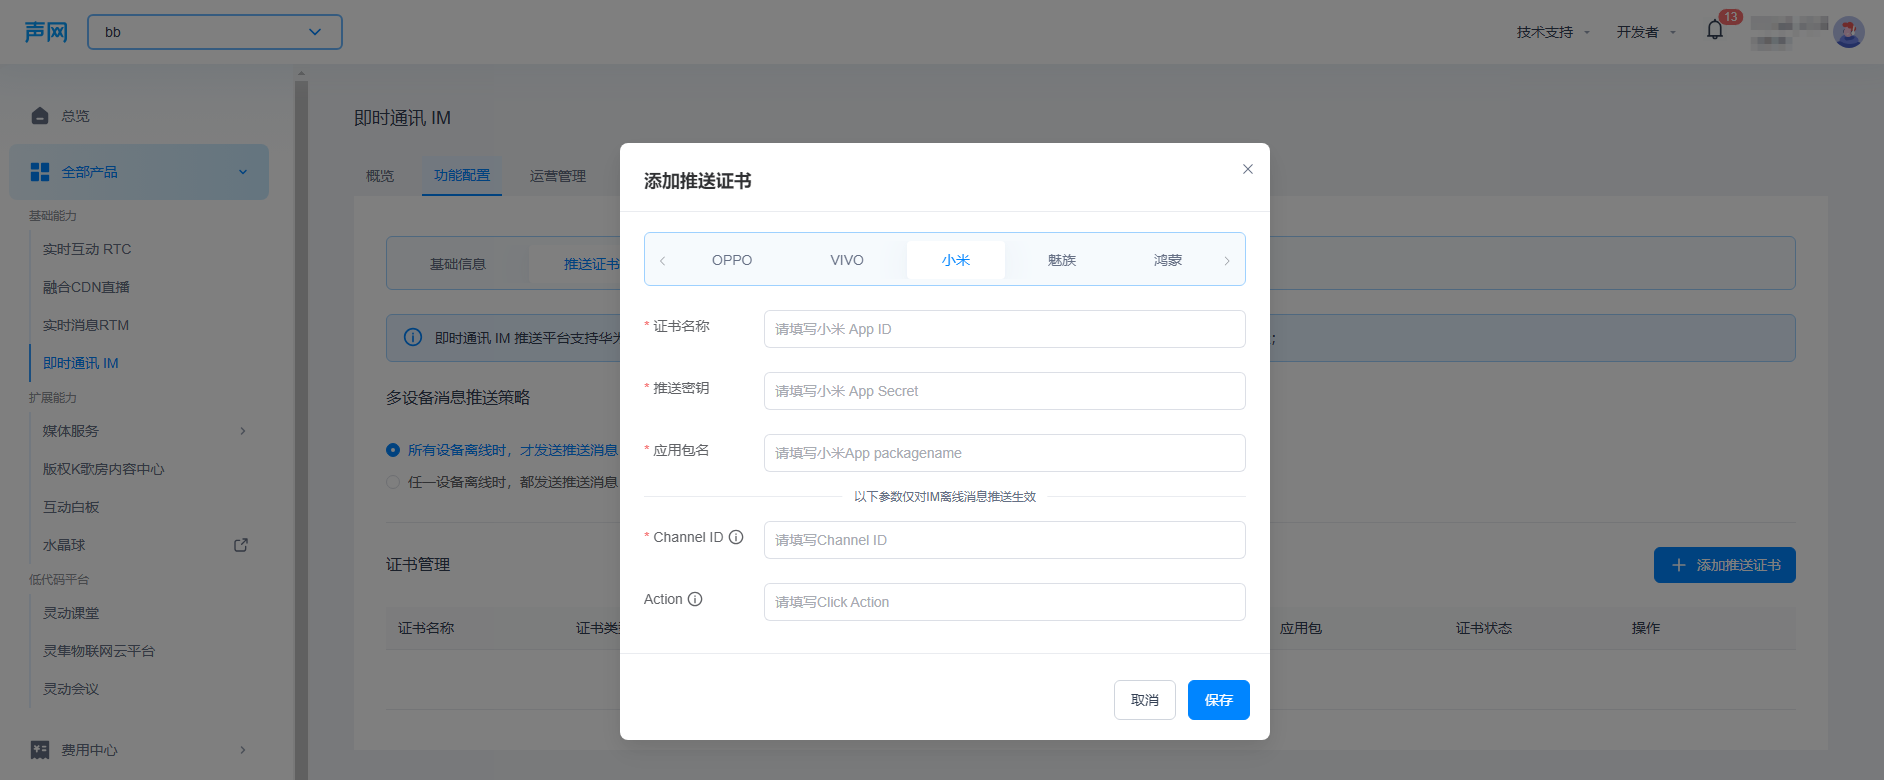 声网
bb
技术支持
开发者
13
总览
全部产品
基础能力
实时互动 RTC
融合CDN直播
实时消息RTM
即时通讯 IM
扩展能力
媒体服务
版权K歌房内容中心
互动白板
水晶球
低代码平台
灵动课堂
灵隼物联网云平台
灵动会议
费用中心
即时通讯 IM
概览
功能配置
运营管理
基础信息
推送证书
即时通讯 IM 推送平台支持华为
;
多设备消息推送策略
所有设备离线时，才发送推送消息
任一设备离线时，都发送推送消息
证书管理
添加推送证书
证书名称
证书类
应用包
证书状态
操作
添加推送证书
OPPO
VIVO
小米
魅族
鸿蒙
* 证书名称
请填写小米 App ID
* 推送密钥
请填写小米 App Secret
* 应用包名
请填写小米App packagename
以下参数仅对IM离线消息推送生效
* Channel ID
请填写Channel ID
Action
请填写Click Action
取消
保存